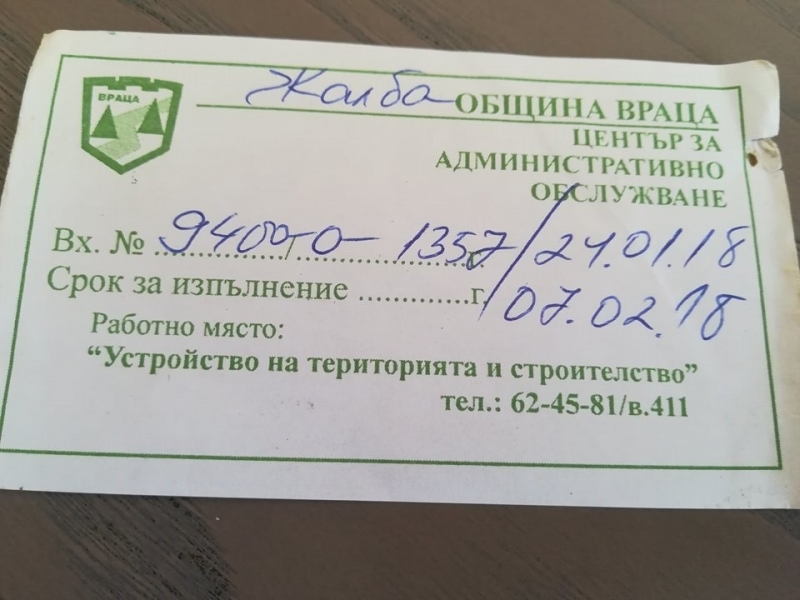 ВРАЦА
Жалба ОБЩИНА ВРАЦА
ЦЕНТЪР ЗА
АДМИНИСТРАТИВНО
ОБСЛУЖВАНЕ
Вх. № 9400-0-1357/24.01.18
Срок за изпълнение ............г. 07.02.18
Работно място:
“Устройство на територията и строителство”
тел.: 62-45-81/в.411